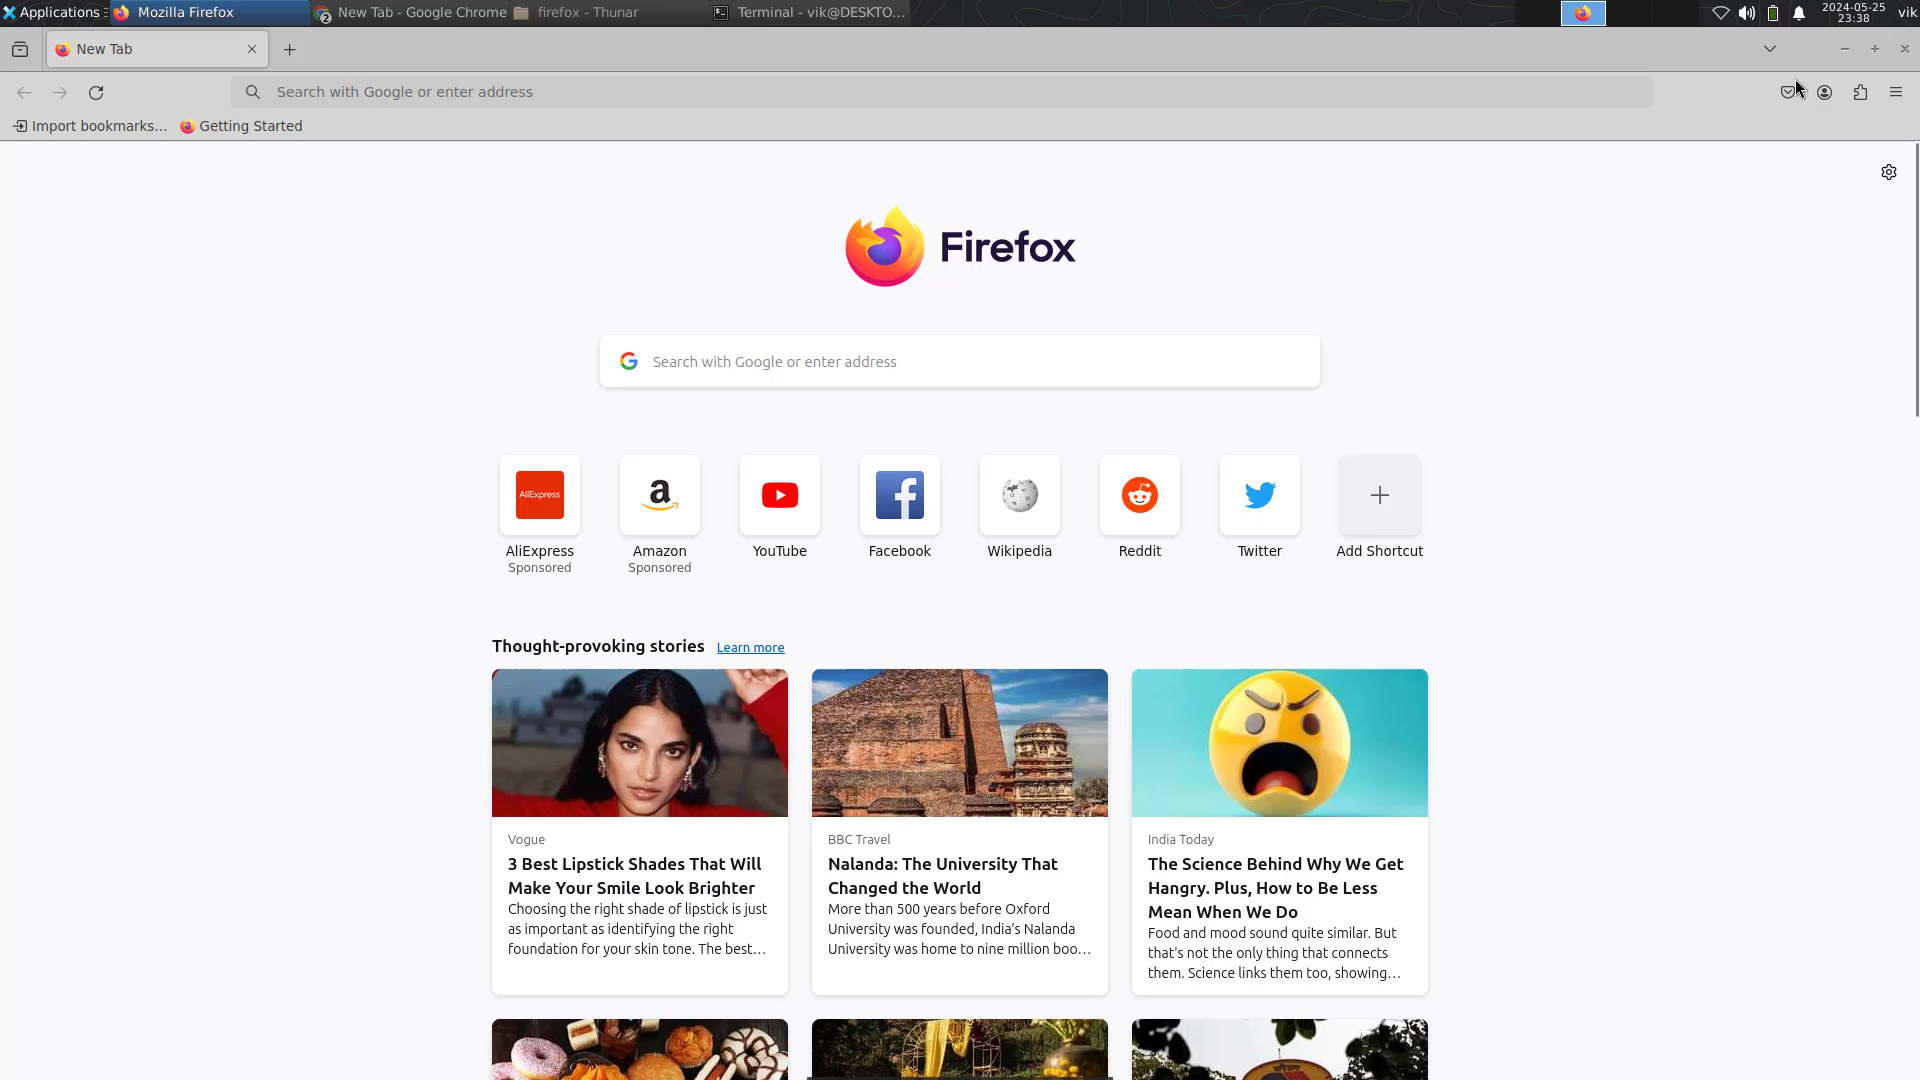 Applications
Mozilla Firefox
2
New Tab - Google Chrome
firefox - Thunar
Terminal - vik@DESKTO...
2024-05-25
23:38
vik
New Tab
Search with Google or enter address
Import bookmarks...
Getting Started
Firefox
Search with Google or enter address
AliExpress
a
AliExpress
Sponsored
Amazon
Sponsored
YouTube
Facebook
Wikipedia
Reddit
Twitter
Add Shortcut
Thought-provoking stories
Learn more
Vogue
3 Best Lipstick Shades That Will
Make Your Smile Look Brighter
Choosing the right shade of lipstick is just
as important as identifying the right
foundation for your skin tone. The best...
BBC Travel
Nalanda: The University That
Changed the World
More than 500 years before Oxford
University was founded, India’s Nalanda
University was home to nine million boo...
India Today
The Science Behind Why We Get
Hangry. Plus, How to Be Less
Mean When We Do
Food and mood sound quite similar. But
that's not the only thing that connects
them. Science links them too, showing...